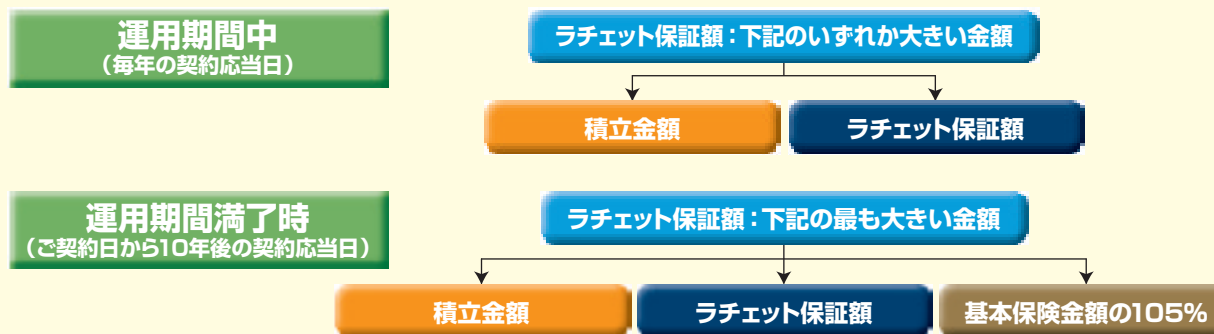 運用期間中
（毎年の契約応当日）
ラチェット保証額：下記のいずれか大きい金額
積立金額
ラチェット保証額
運用期間満了時
（ご契約日から10年後の契約応当日）
ラチェット保証額：下記の最も大きい金額
積立金額
ラチェット保証額
基本保険金額の105%